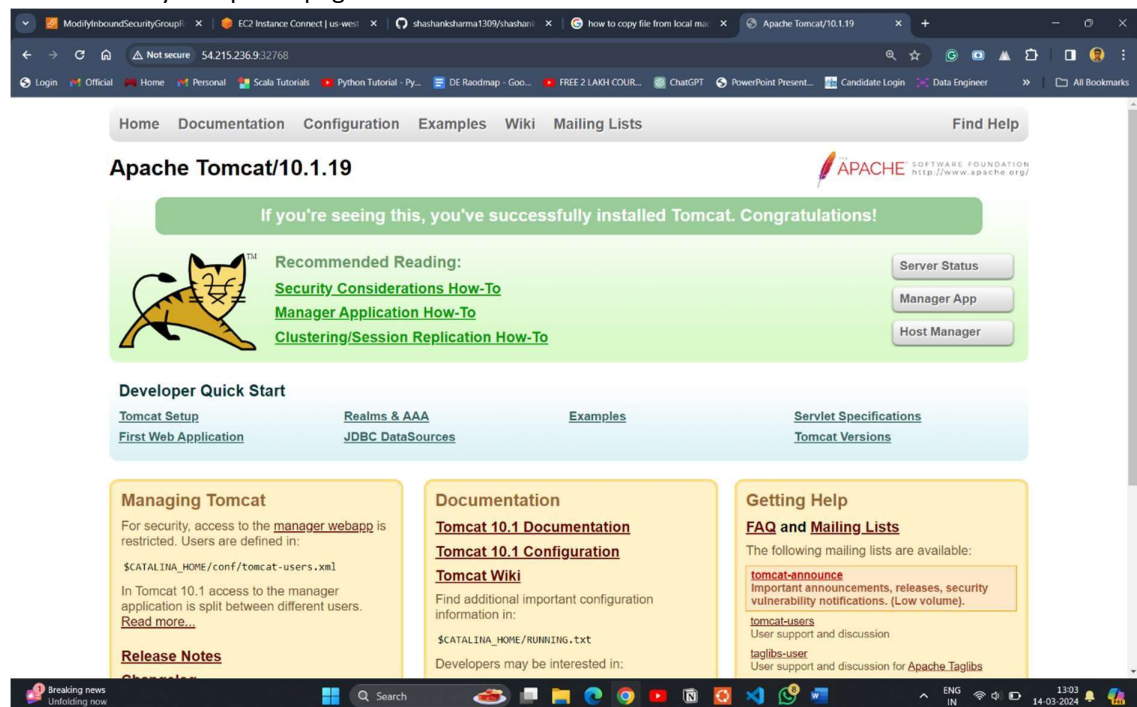 ModifyInboundSecurityGroupR
EC2 Instance Connect | us-west
shashanksharma1309/shashank
how to copy file from local mac
Apache Tomcat/10.1.19
Not secure 54.215.236.9:32768
Login
Official
Home
Personal
Scala Tutorials
Python Tutorial - Py...
DE Raodmap - Goo...
FREE 2 LAKH COUR...
ChatGPT
PowerPoint Present...
Candidate Login
Data Engineer
»
All Bookmarks
Home Documentation Configuration Examples Wiki Mailing Lists Find Help
Apache Tomcat/10.1.19
APACHE SOFTWARE FOUNDATION
http://www.apache.org/
If you're seeing this, you've successfully installed Tomcat. Congratulations!
TM
Recommended Reading:
Security Considerations How-To
Manager Application How-To
Clustering/Session Replication How-To
Server Status
Manager App
Host Manager
Developer Quick Start
Tomcat Setup
First Web Application
Realms & AAA
JDBC DataSources
Examples
Servlet Specifications
Tomcat Versions
Managing Tomcat
For security, access to the manager webapp is
restricted. Users are defined in:
$CATALINA_HOME/conf/tomcat-users.xml
In Tomcat 10.1 access to the manager
application is split between different users.
Read more...
Release Notes
Documentation
Tomcat 10.1 Documentation
Tomcat 10.1 Configuration
Tomcat Wiki
Find additional important configuration
information in:
$CATALINA_HOME/RUNNING.txt
Developers may be interested in:
Getting Help
FAQ and Mailing Lists
The following mailing lists are available:
tomcat-announce
Important announcements, releases, security
vulnerability notifications. (Low volume).
tomcat-users
User support and discussion
taglibs-user
User support and discussion for Apache Taglibs
Breaking news
Unfolding now
Search
ENG
IN
13:03
14-03-2024